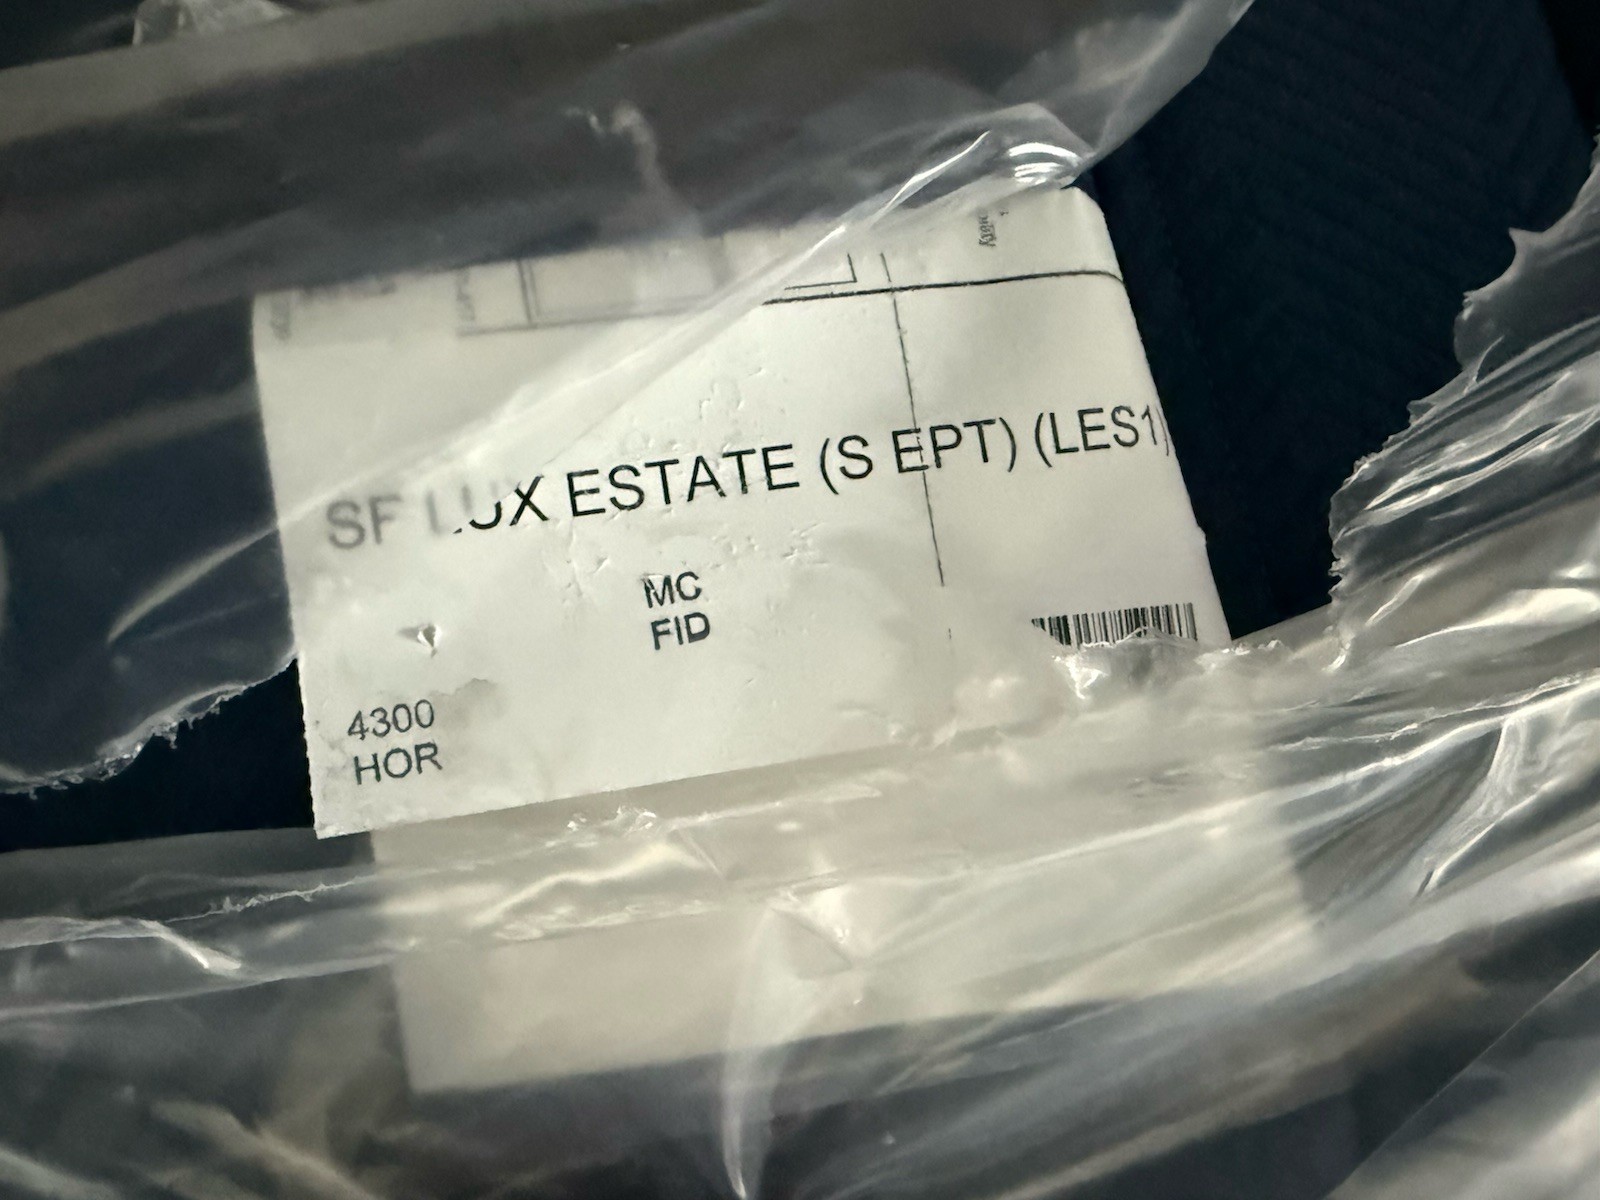 SF LUX ESTATE (S EPT) (LES1)
MC
FID
4300
HOR